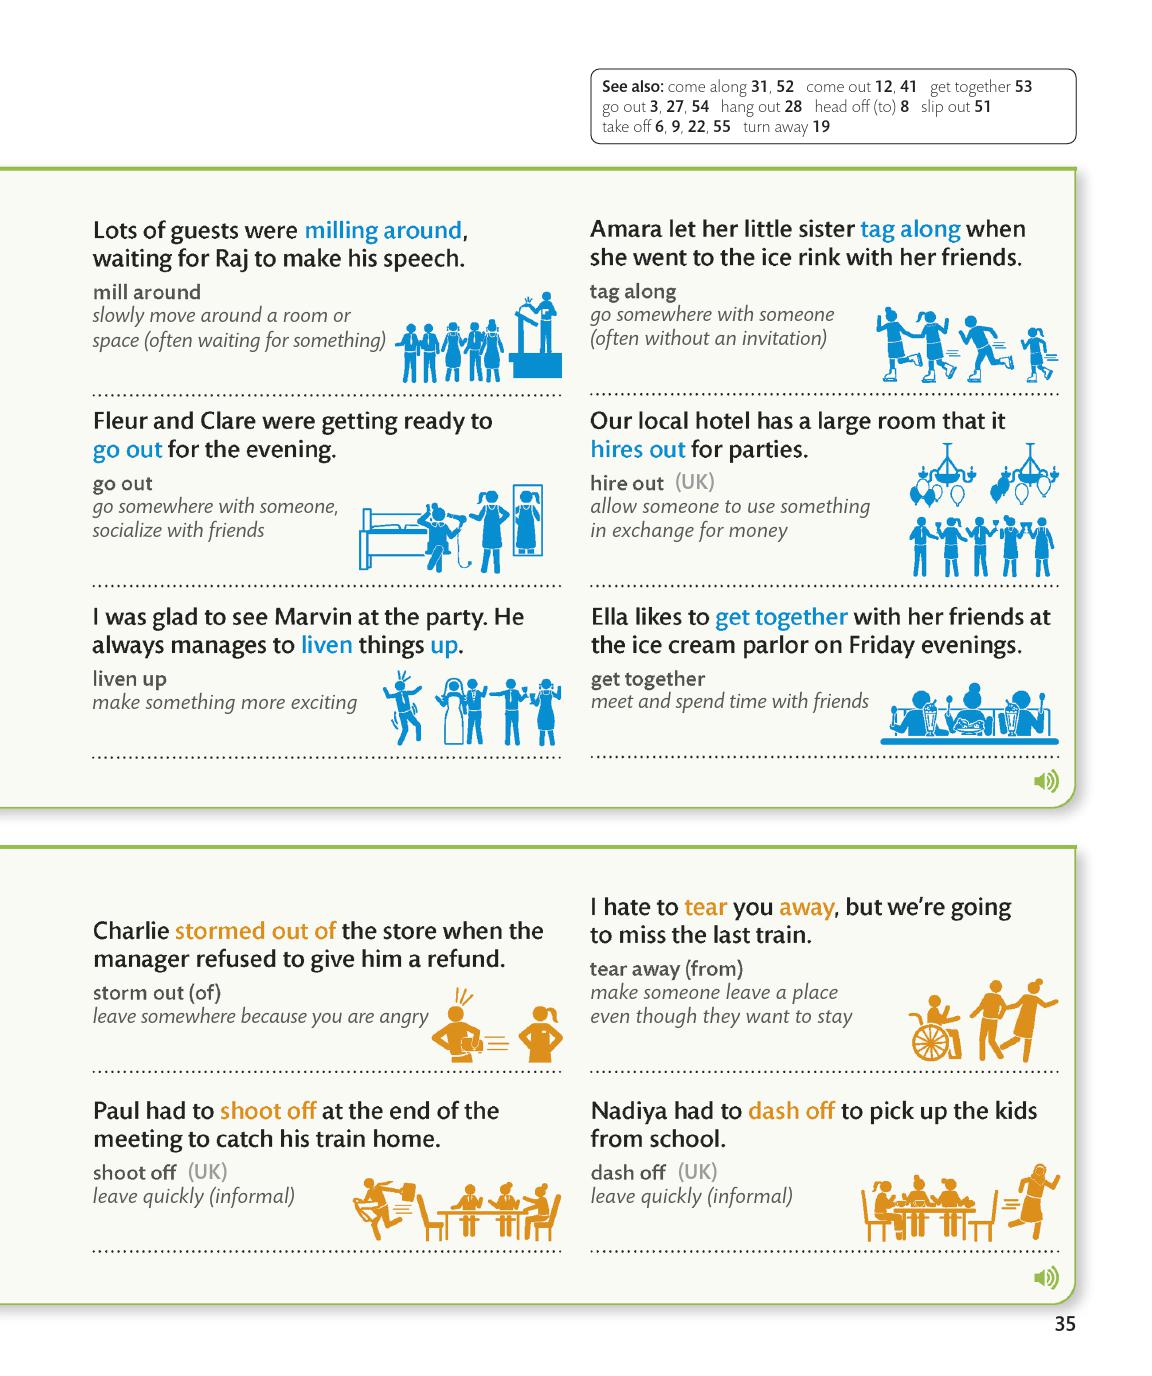 See also: come along 31, 52 come out 12, 41 get together 53
go out 3, 27, 54 hang out 28 head off (to) 8 slip out 51
take off 6, 9, 22, 55 turn away 19
Lots of guests were milling around,
waiting for Raj to make his speech.
mill around
slowly move around a room or
space (often waiting for something)
Amara let her little sister tag along when
she went to the ice rink with her friends.
tag along
go somewhere with someone
(often without an invitation)
Fleur and Clare were getting ready to
go out for the evening.
go out
go somewhere with someone,
socialize with friends
Our local hotel has a large room that it
hires out for parties.
hire out (UK)
allow someone to use something
in exchange for money
I was glad to see Marvin at the party. He
always manages to liven things up.
liven up
make something more exciting
Ella likes to get together with her friends at
the ice cream parlor on Friday evenings.
get together
meet and spend time with friends
Charlie stormed out of the store when the
manager refused to give him a refund.
storm out (of)
leave somewhere because you are angry
I hate to tear you away, but we're going
to miss the last train.
tear away (from)
make someone leave a place
even though they want to stay
Paul had to shoot off at the end of the
meeting to catch his train home.
shoot off (UK)
leave quickly (informal)
Nadiya had to dash off to pick up the kids
from school.
dash off (UK)
leave quickly (informal)
35